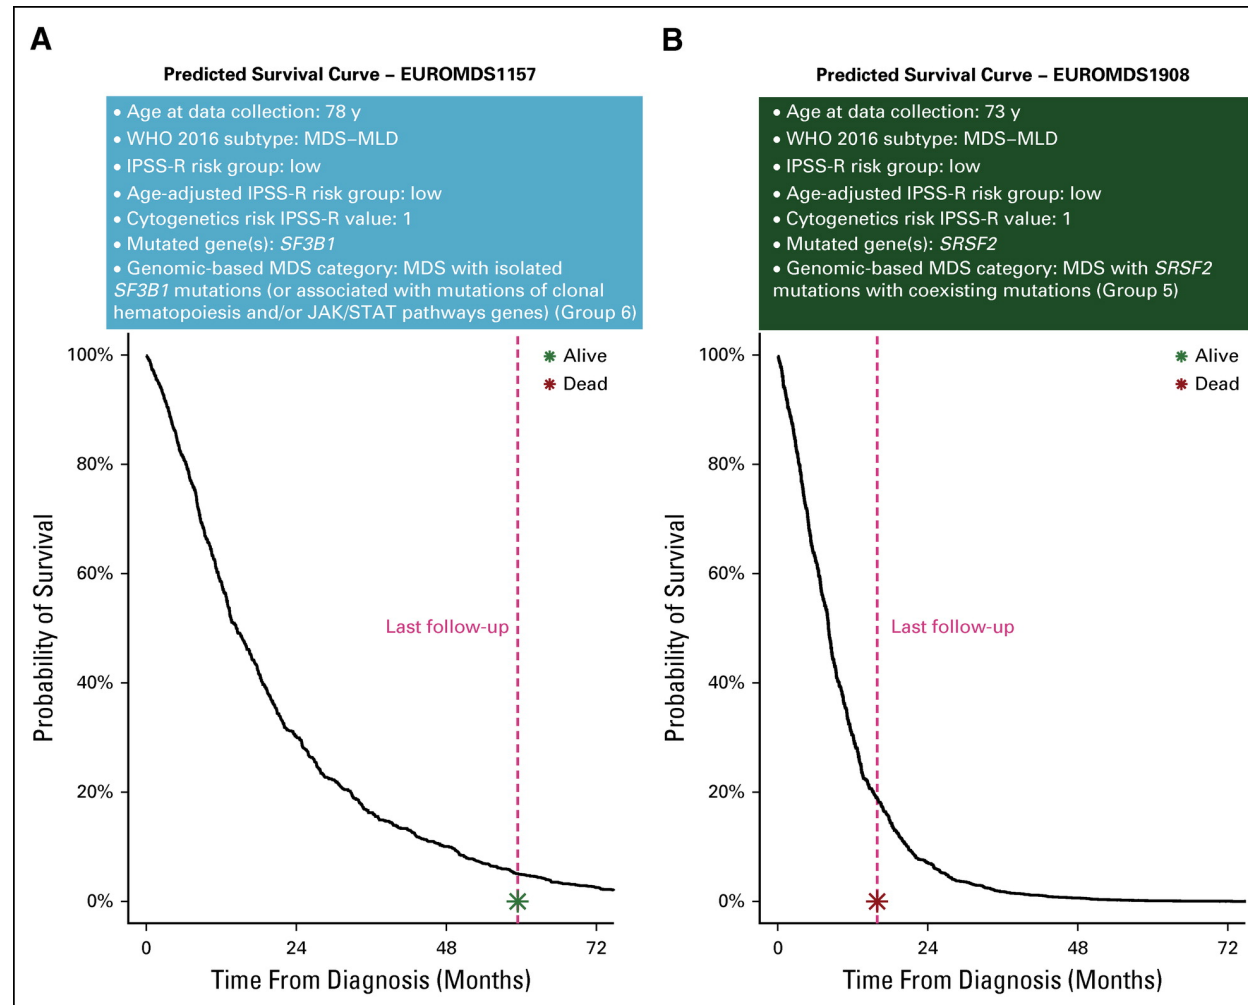 A
Predicted Survival Curve – EUROMDS1157
• Age at data collection: 78 y
• WHO 2016 subtype: MDS–MLD
• IPSS-R risk group: low
• Age-adjusted IPSS-R risk group: low
• Cytogenetics risk IPSS-R value: 1
• Mutated gene(s): SF3B1
• Genomic-based MDS category: MDS with isolated
SF3B1 mutations (or associated with mutations of clonal
hematopoiesis and/or JAK/STAT pathways genes) (Group 6)
Alive
Dead
100%
80%
60%
40%
20%
0%
Probability of Survival
Last follow-up
0
24
48
72
Time From Diagnosis (Months)
B
Predicted Survival Curve – EUROMDS1908
• Age at data collection: 73 y
• WHO 2016 subtype: MDS–MLD
• IPSS-R risk group: low
• Age-adjusted IPSS-R risk group: low
• Cytogenetics risk IPSS-R value: 1
• Mutated gene(s): SRSF2
• Genomic-based MDS category: MDS with SRSF2
mutations with coexisting mutations (Group 5)
Alive
Dead
100%
80%
60%
40%
20%
0%
Probability of Survival
Last follow-up
0
24
48
72
Time From Diagnosis (Months)